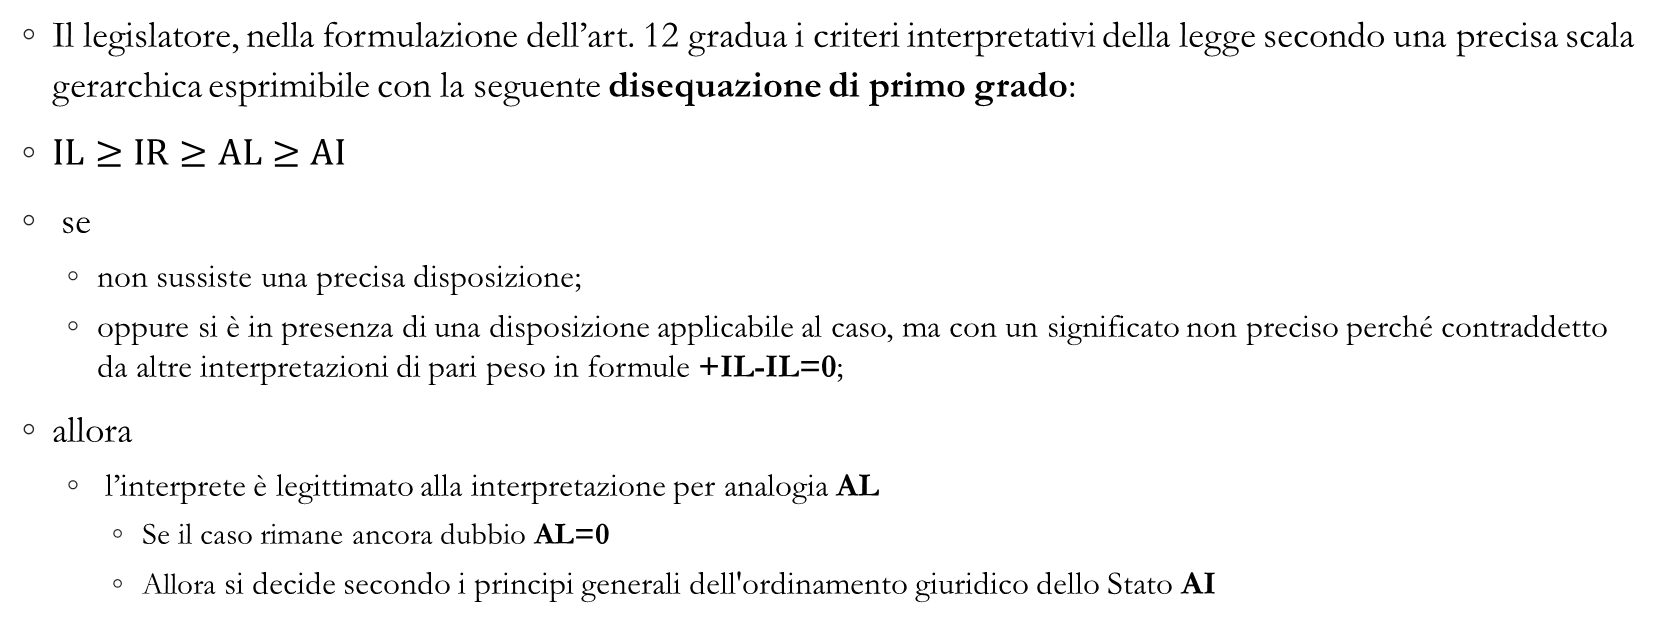 ◦ Il legislatore, nella formulazione dell’art. 12 gradua i criteri interpretativi della legge secondo una precisa scala
gerarchica esprimibile con la seguente disequazione di primo grado:
◦ IL ≥ IR ≥ AL ≥ AI
◦ se
◦ non sussiste una precisa disposizione;
◦ oppure si è in presenza di una disposizione applicabile al caso, ma con un significato non preciso perché contraddetto
da altre interpretazioni di pari peso in formule +IL-IL=0;
◦ allora
◦ l’interprete è legittimato alla interpretazione per analogia AL
◦ Se il caso rimane ancora dubbio AL=0
◦ Allora si decide secondo i principi generali dell'ordinamento giuridico dello Stato AI